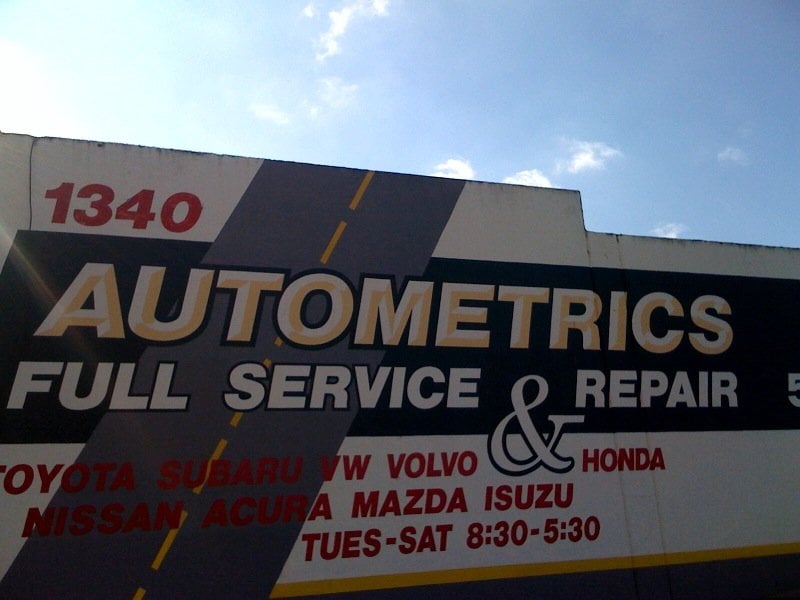 1340
AUTOMETRICS
FULL SERVICE & REPAIR 5
TOYOTA SUBARU VW VOLVO HONDA
NISSAN ACURA MAZDA ISUZU
TUES-SAT 8:30-5:30